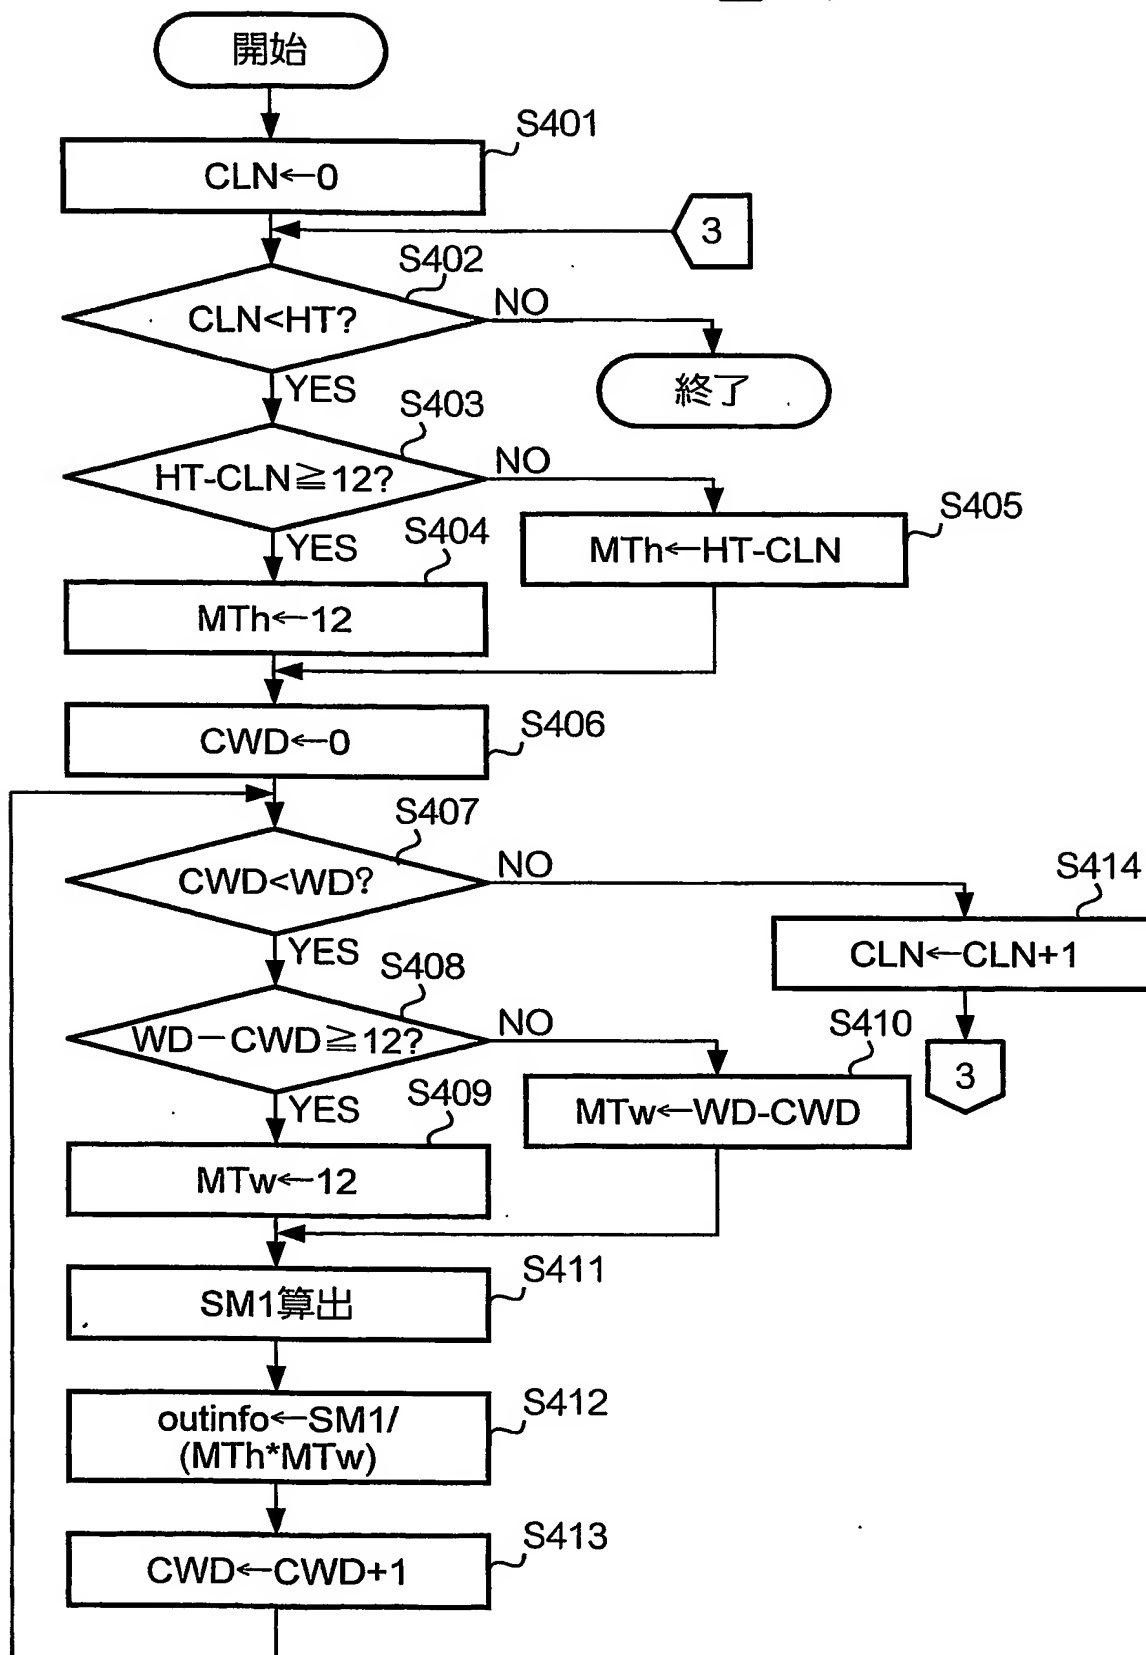 開始
S401
CLN←0
3
S402
CLN<HT?
NO
終了
YES
S403
HT-CLN≧12?
NO
S405
MTh←HT-CLN
YES
S404
MTh←12
S406
CWD←0
S407
CWD<WD?
NO
S414
CLN←CLN+1
3
YES
S408
WD−CWD≧12?
NO
S410
MTw←WD-CWD
YES
S409
MTw←12
S411
SM1算出
S412
outinfo←SM1/
(MTh*MTw)
S413
CWD←CWD+1